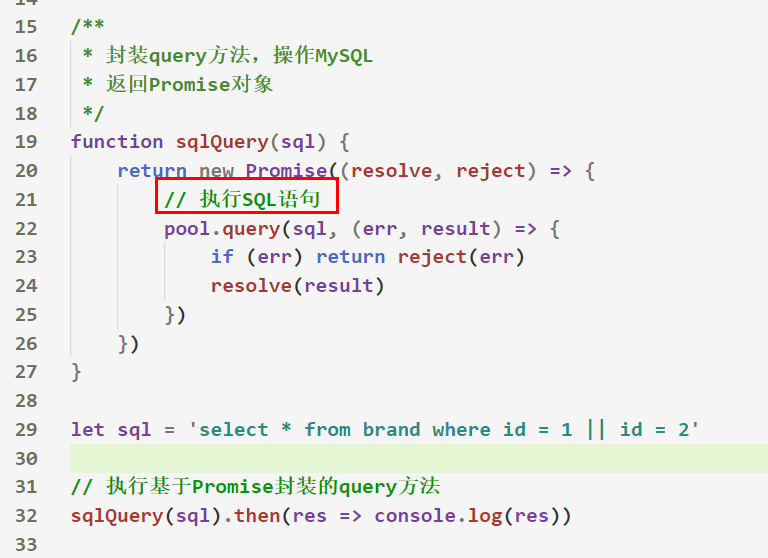 14
15 /**
16  * 封装query方法，操作MySQL
17  * 返回Promise对象
18  */
19 function sqlQuery(sql) {
20     return new Promise((resolve, reject) => {
21         // 执行SQL语句
22         pool.query(sql, (err, result) => {
23             if (err) return reject(err)
24             resolve(result)
25         })
26     })
27 }
28
29 let sql = 'select * from brand where id = 1 || id = 2'
30
31 // 执行基于Promise封装的query方法
32 sqlQuery(sql).then(res => console.log(res))
33